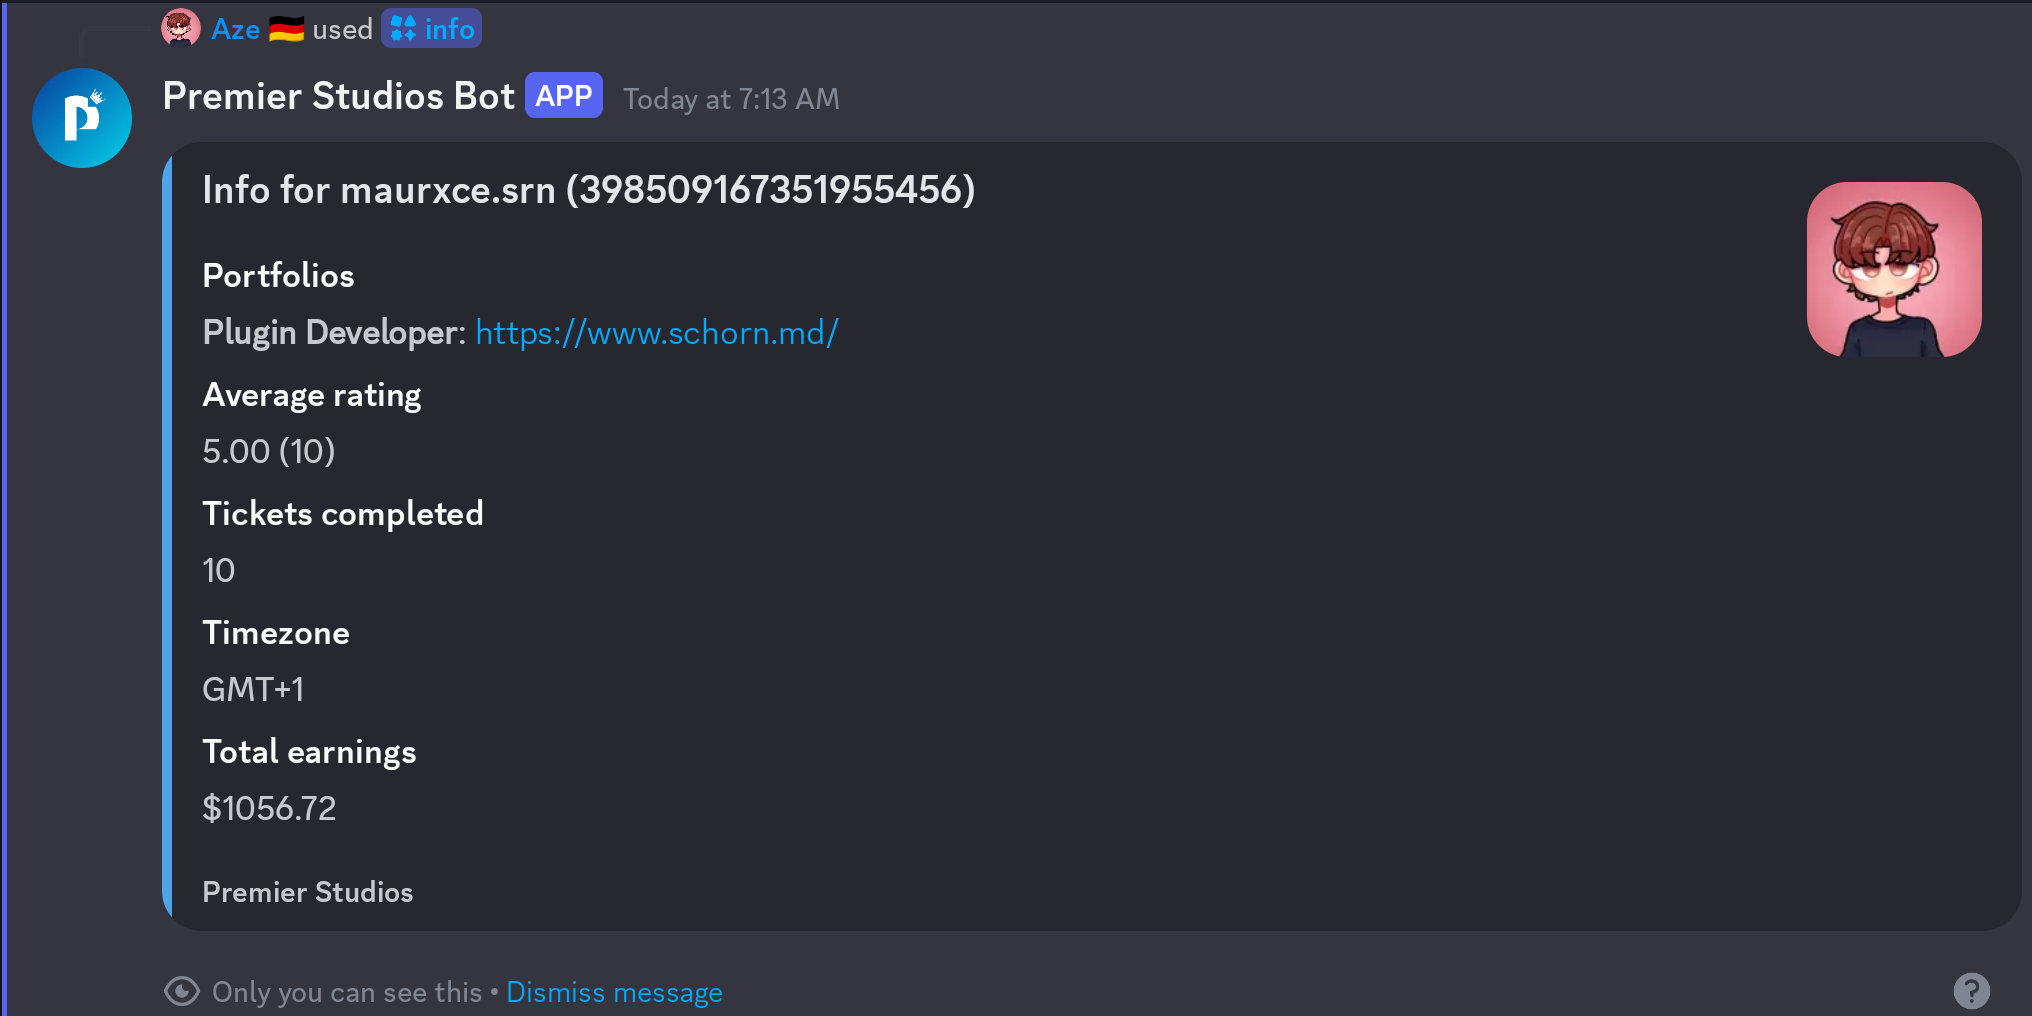 Aze 🇩🇪 used info
Premier Studios Bot APP Today at 7:13 AM
Info for maurxce.srn (398509167351955456)
Portfolios
Plugin Developer: https://www.schorn.md/
Average rating
5.00 (10)
Tickets completed
10
Timezone
GMT+1
Total earnings
$1056.72
Premier Studios
Only you can see this • Dismiss message
?